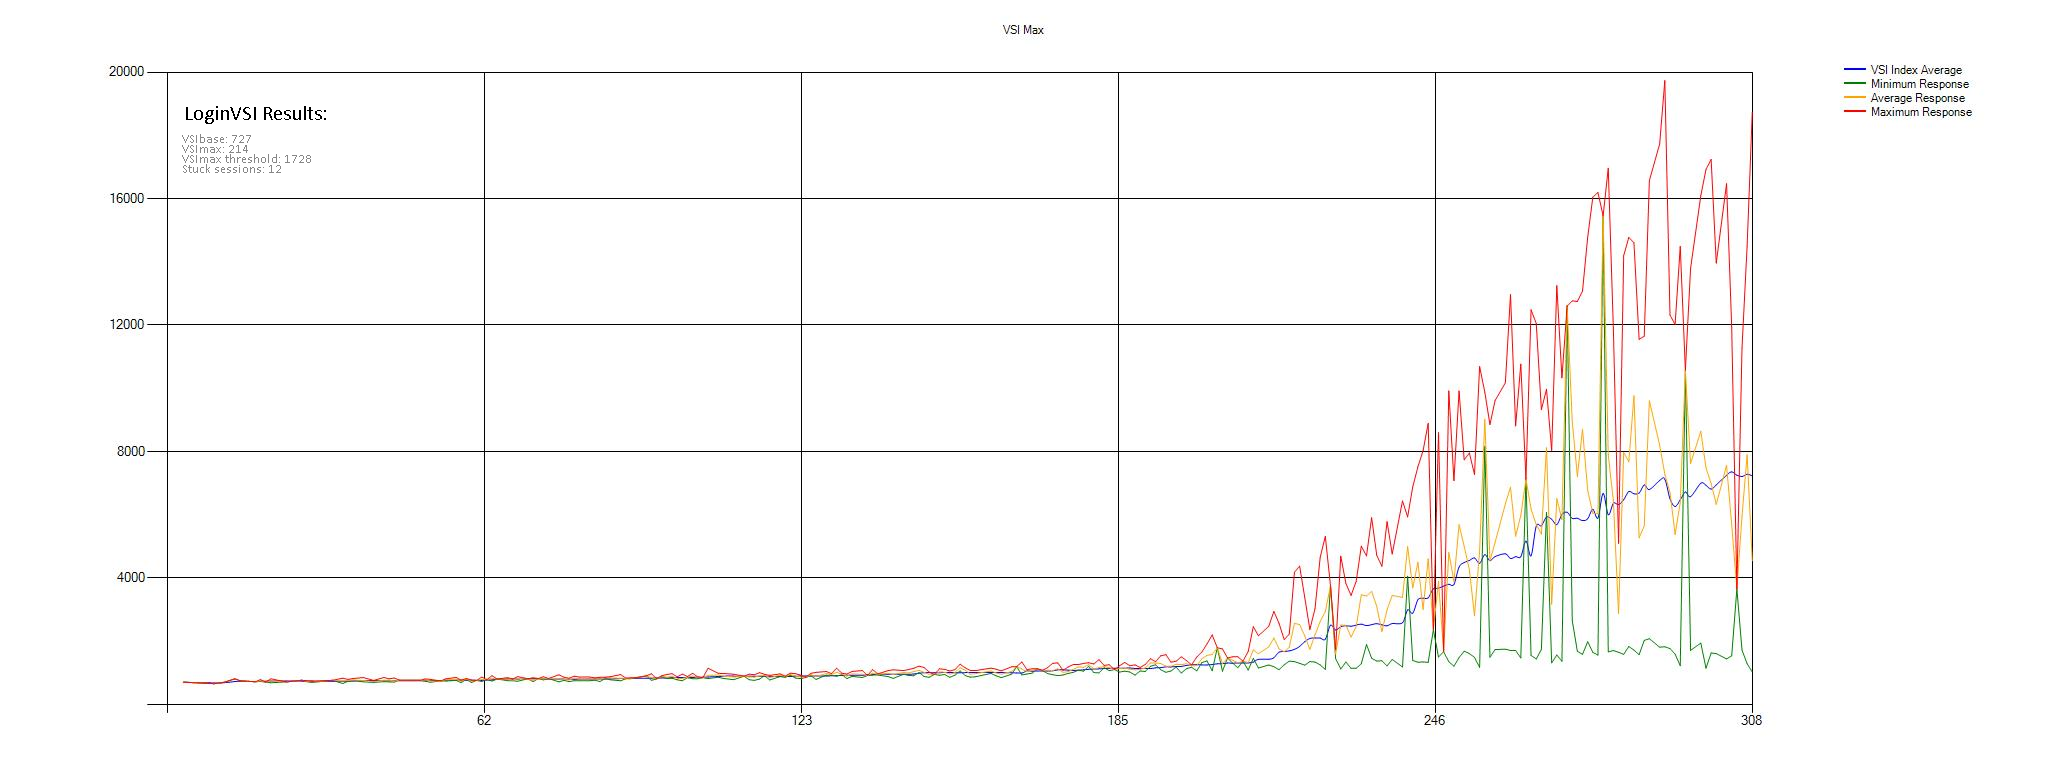 VSI Max
20000
16000
12000
8000
4000
LoginVSI Results:
VSIbase: 727
VSImax: 214
VSImax threshold: 1728
Stuck sessions: 12
VSI Index Average
Minimum Response
Average Response
Maximum Response
62
123
185
246
308